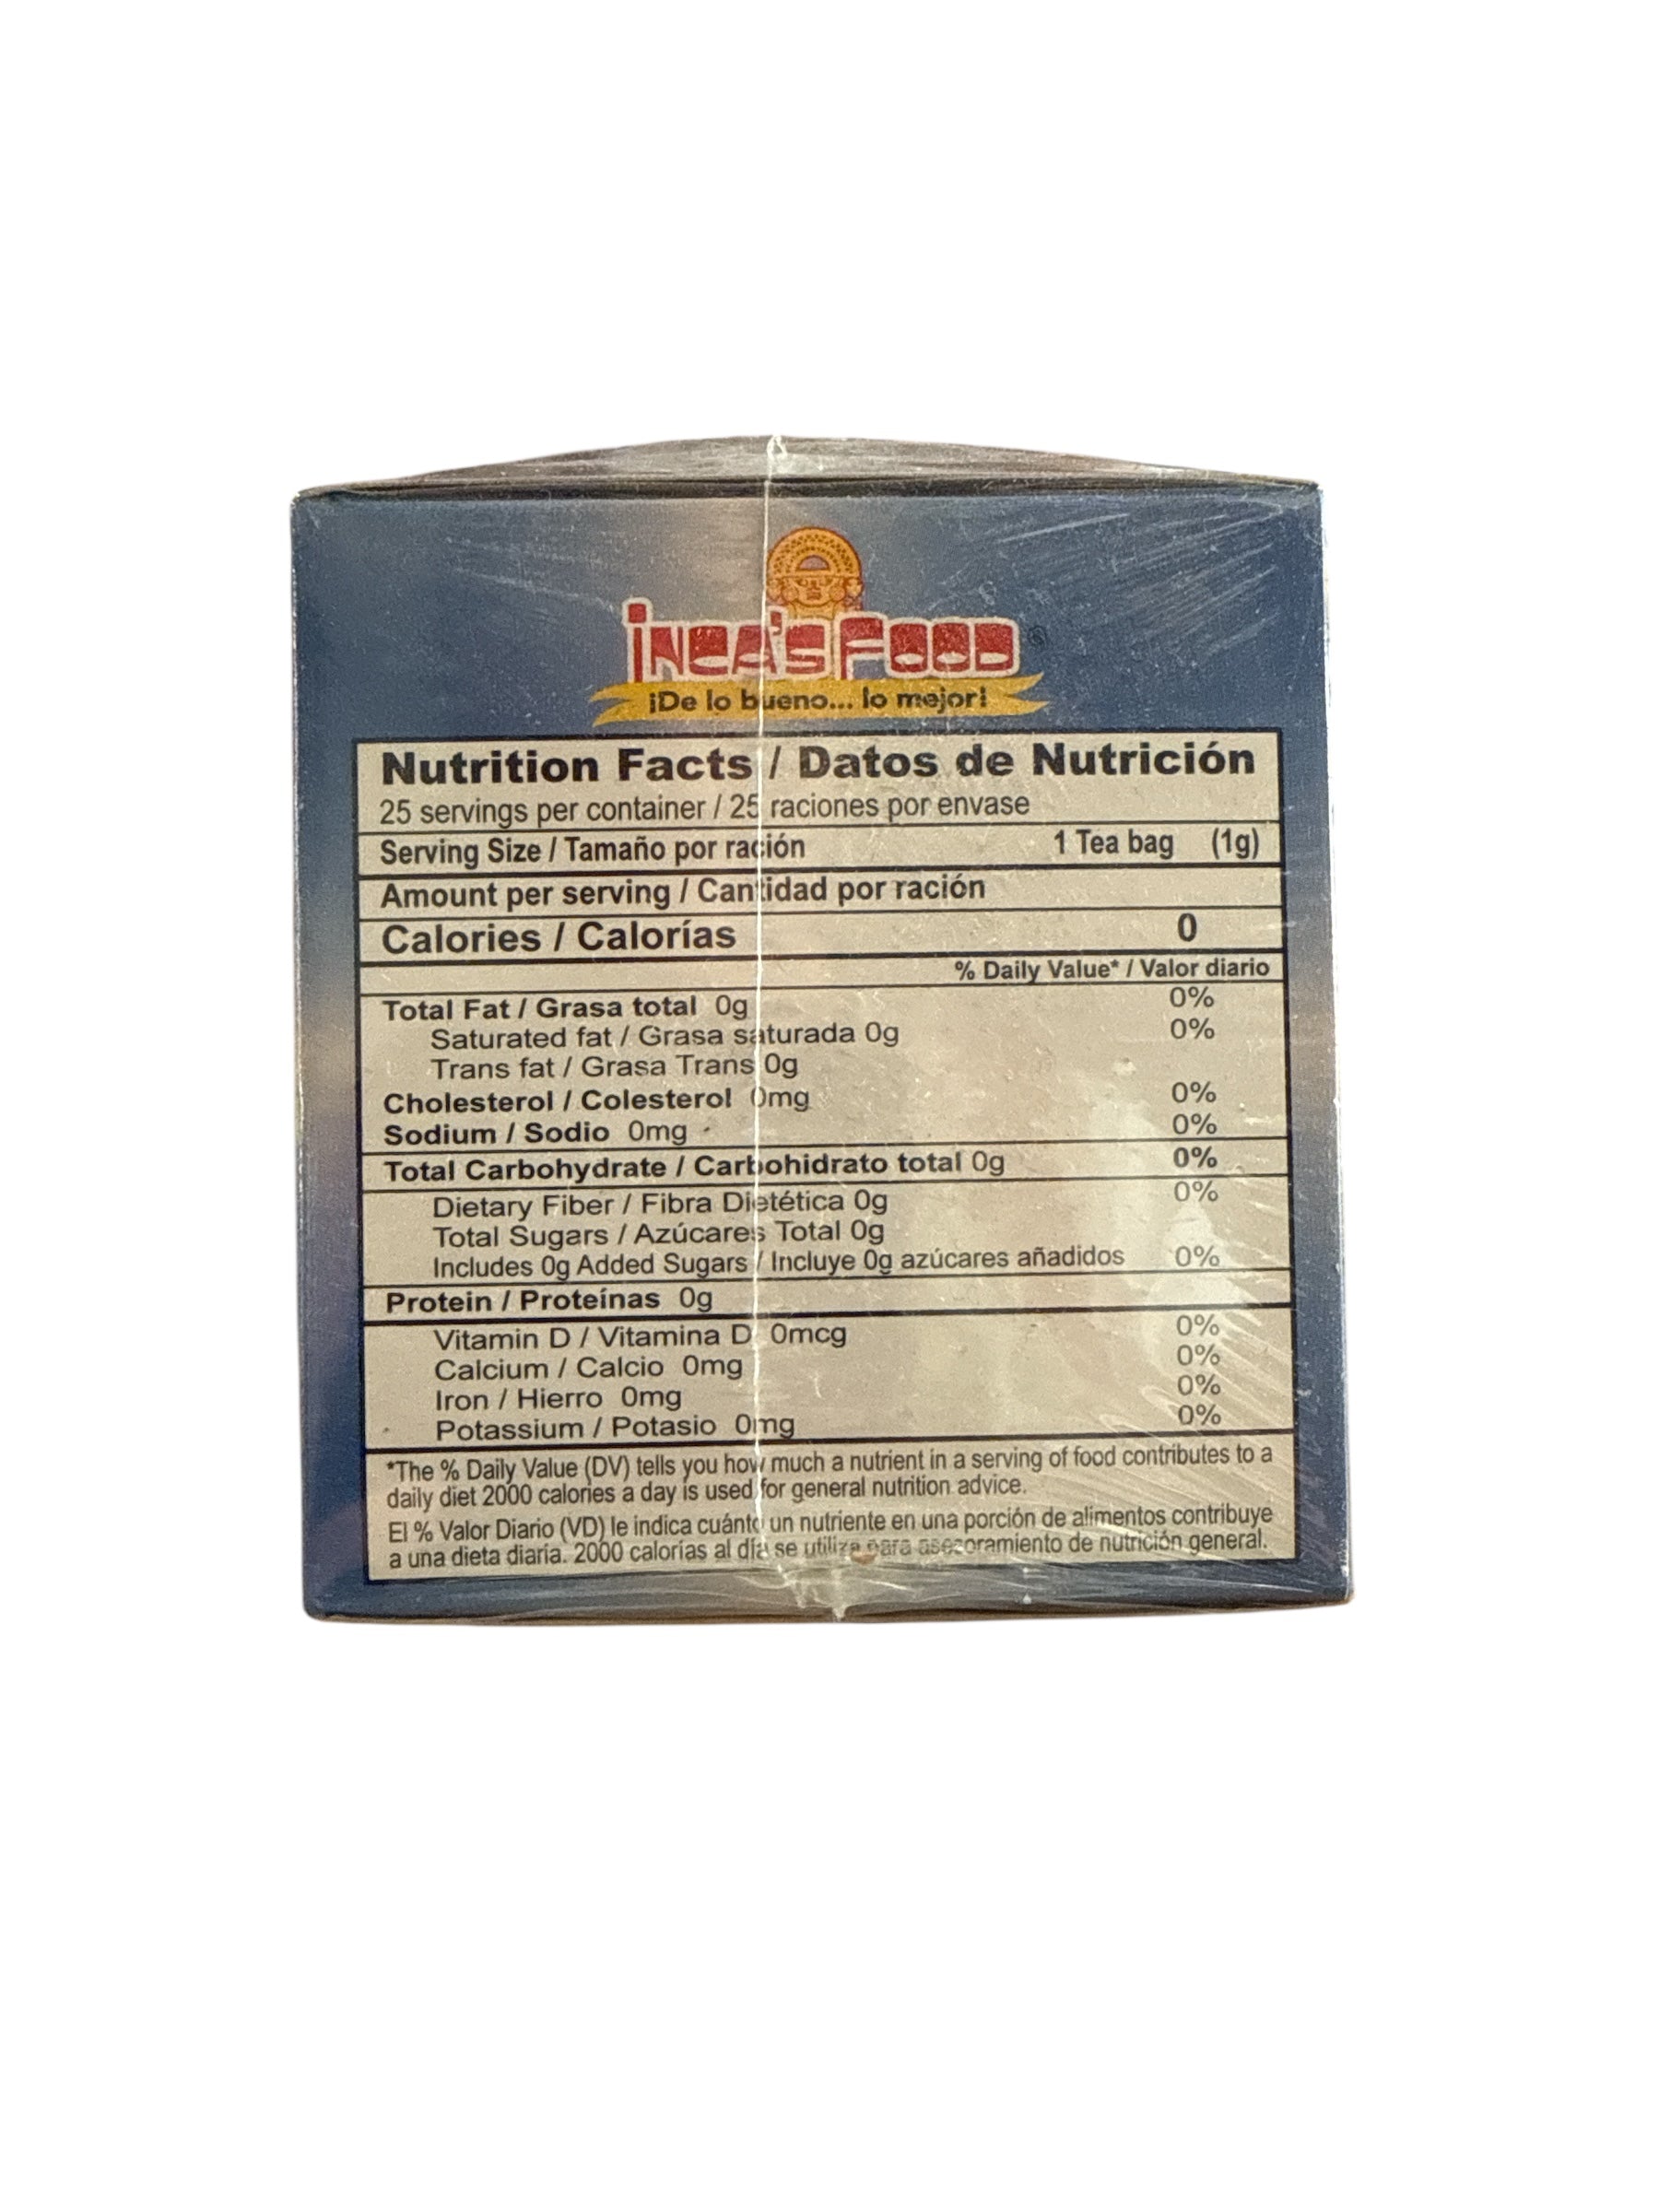 INCA'S FOOD ®
¡De lo bueno... lo mejor!
Nutrition Facts / Datos de Nutrición
25 servings per container / 25 raciones por envase
Serving Size / Tamaño por ración 1 Tea bag (1g)
Amount per serving / Cantidad por ración
Calories / Calorías 0
% Daily Value* / Valor diario
Total Fat / Grasa total 0g 0%
Saturated fat / Grasa saturada 0g 0%
Trans fat / Grasa Trans 0g
Cholesterol / Colesterol 0mg 0%
Sodium / Sodio 0mg 0%
Total Carbohydrate / Carbohidrato total 0g 0%
Dietary Fiber / Fibra Dietética 0g 0%
Total Sugars / Azúcares Total 0g
Includes 0g Added Sugars / Incluye 0g azúcares añadidos 0%
Protein / Proteínas 0g
Vitamin D / Vitamina D 0mcg 0%
Calcium / Calcio 0mg 0%
Iron / Hierro 0mg 0%
Potassium / Potasio 0mg 0%
*The % Daily Value (DV) tells you how much a nutrient in a serving of food contributes to a
daily diet 2000 calories a day is used for general nutrition advice.
El % Valor Diario (VD) le indica cuánto un nutriente en una porción de alimentos contribuye
a una dieta diaria. 2000 calorías al día se utiliza para asesoramiento de nutrición general.